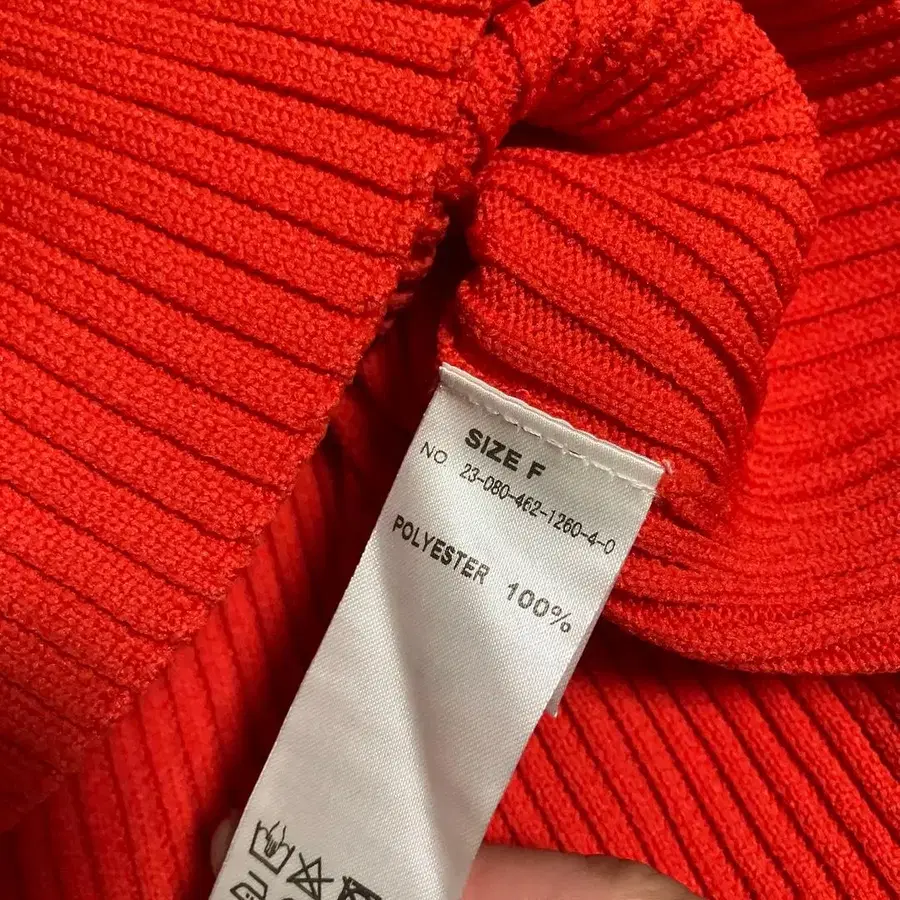 SIZE F
NO 23-080-462-1260-4-0
POLYESTER 100%